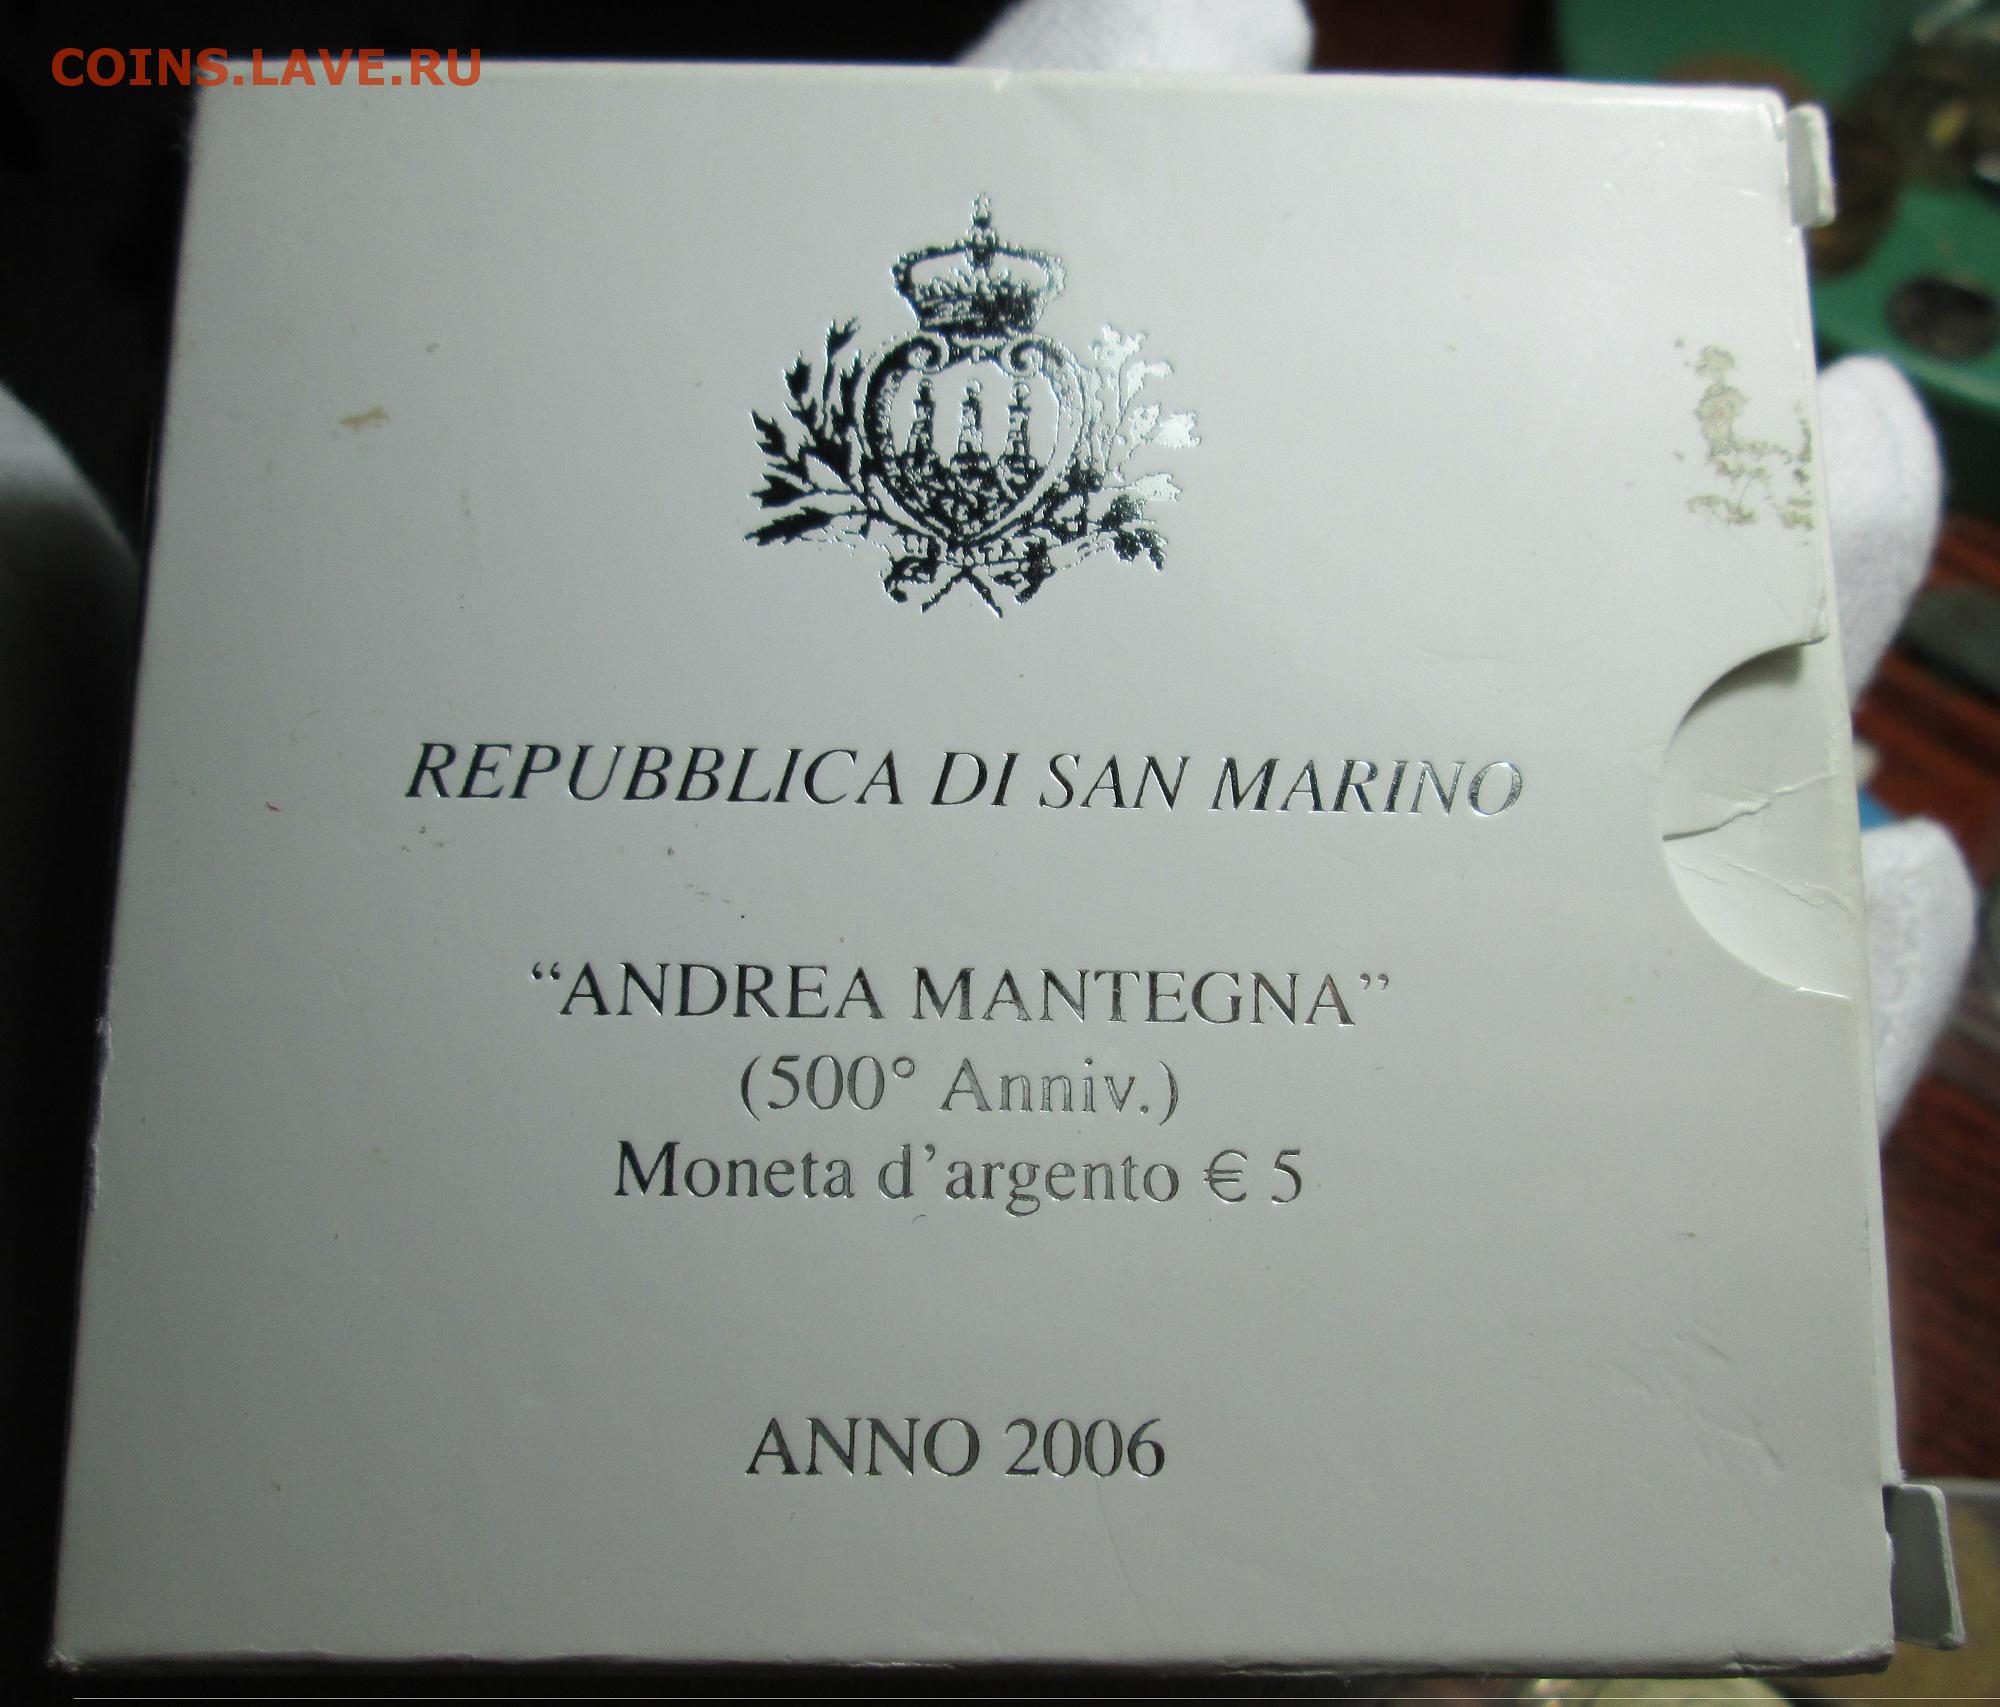 COINS.LAVE.RU
REPUBBLICA DI SAN MARINO
“ANDREA MANTEGNA”
(500° Anniv.)
Moneta d’argento € 5
ANNO 2006